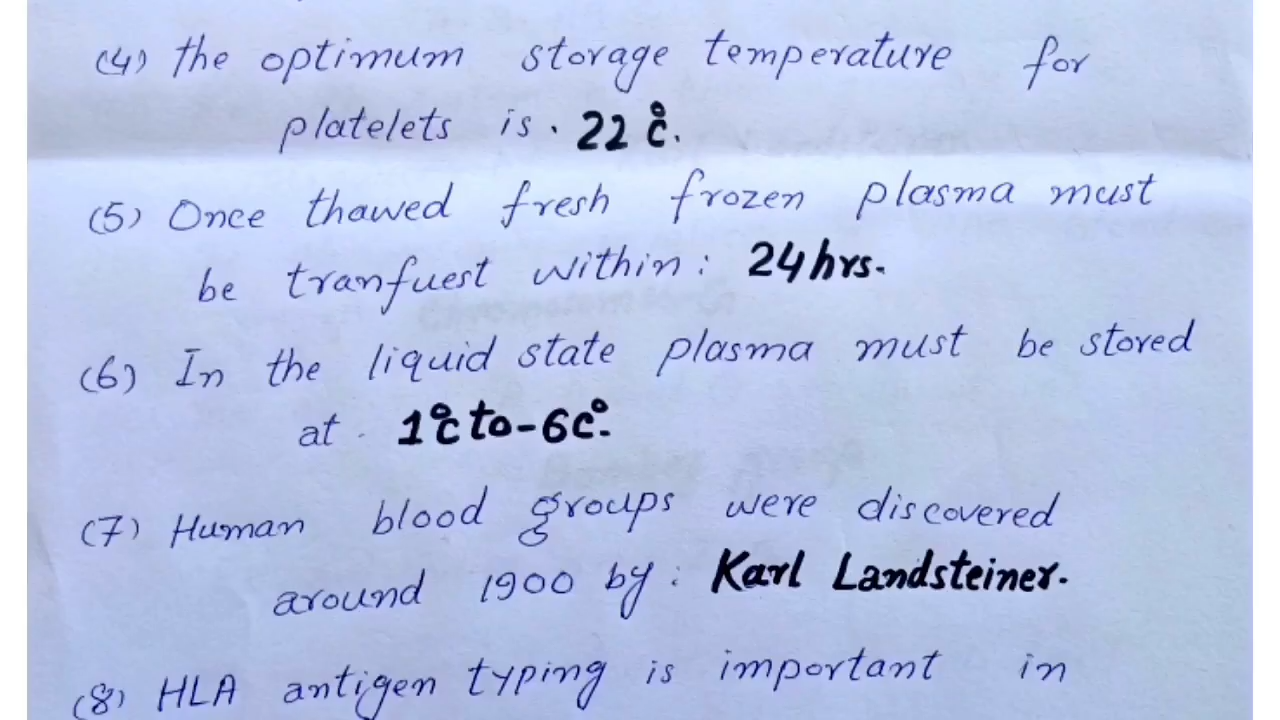 (4) the optimum storage temperature for
platelets is. 22°c.
(5) Once thawed fresh frozen plasma must
be tranfuest within: 24hrs.
(6) In the liquid state plasma must be stored
at. 1°c to-6c°.
(7) Human blood groups were discovered
around 1900 by: Karl Landsteiner.
(8) HLA antigen typing is important in